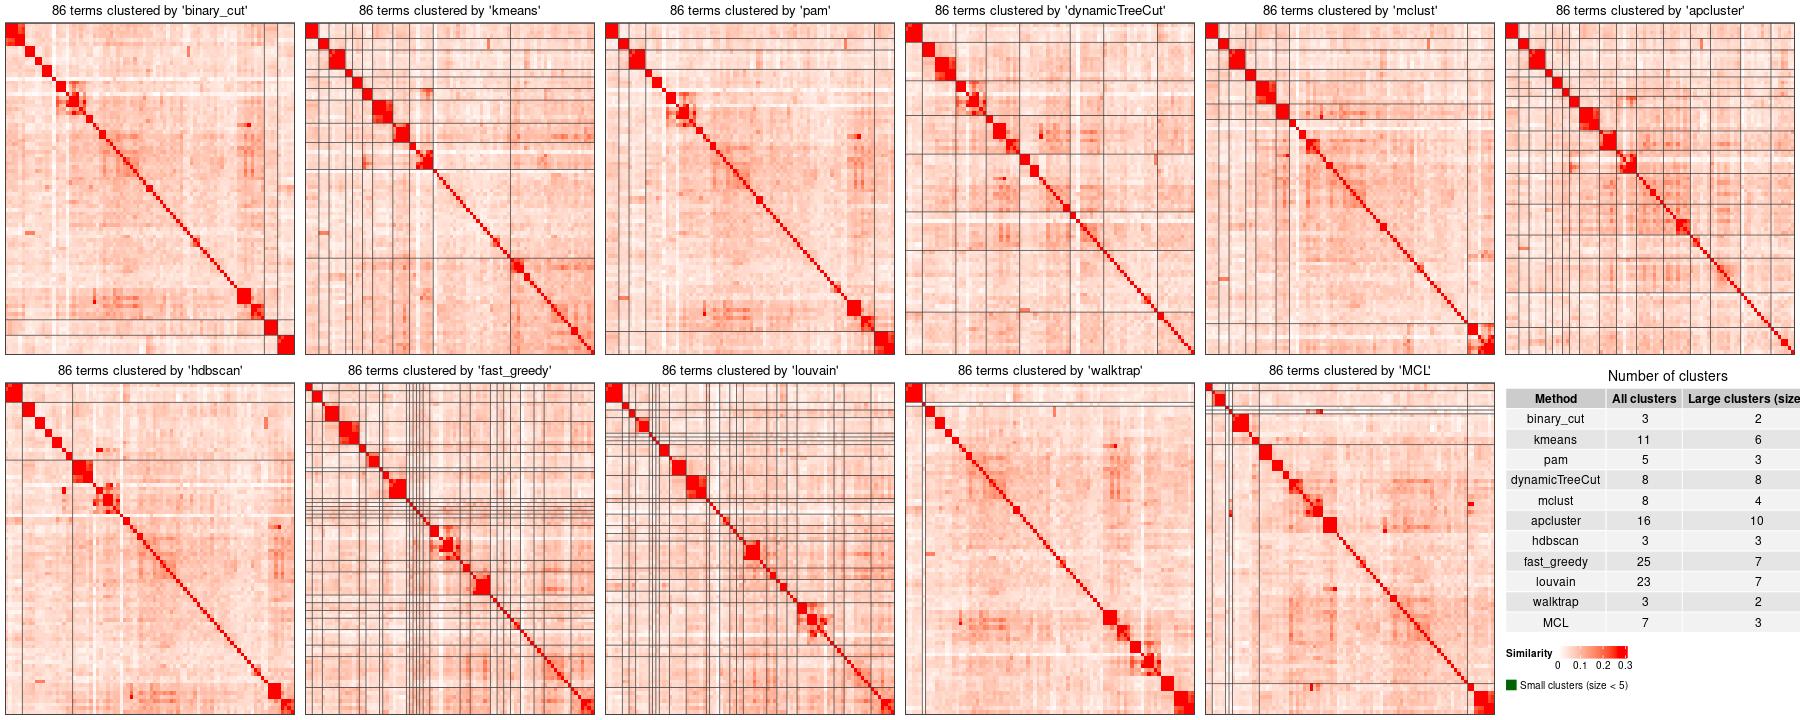 86 terms clustered by 'binary_cut'
86 terms clustered by 'kmeans'
86 terms clustered by 'pam'
86 terms clustered by 'dynamicTreeCut'
86 terms clustered by 'mclust'
86 terms clustered by 'apcluster'
86 terms clustered by 'hdbscan'
86 terms clustered by 'fast_greedy'
86 terms clustered by 'louvain'
86 terms clustered by 'walktrap'
86 terms clustered by 'MCL'
Number of clusters
Method All clusters Large clusters (size
binary_cut 3 2
kmeans 11 6
pam 5 3
dynamicTreeCut 8 8
mclust 8 4
apcluster 16 10
hdbscan 3 3
fast_greedy 25 7
louvain 23 7
walktrap 3 2
MCL 7 3
Similarity
0 0.1 0.2 0.3
Small clusters (size < 5)